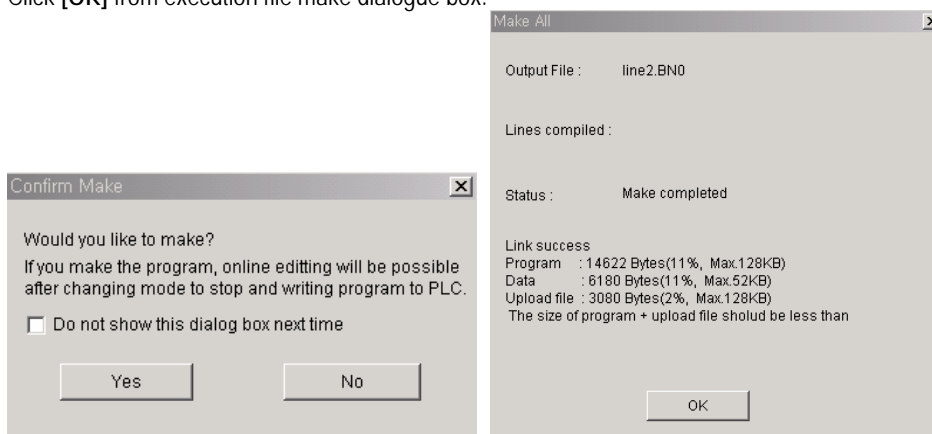 Click [OK] from execution file make dialogue box.
Confirm Make
Would you like to make?
If you make the program, online editting will be possible
after changing mode to stop and writing program to PLC.
Do not show this dialog box next time
Yes
No
Make All
Output File : line2.BN0
Lines compiled :
Status : Make completed
Link success
Program : 14622 Bytes(11%, Max.128KB)
Data : 6180 Bytes(11%, Max.52KB)
Upload file : 3080 Bytes(2%, Max.128KB)
The size of program + upload file sholud be less than
OK